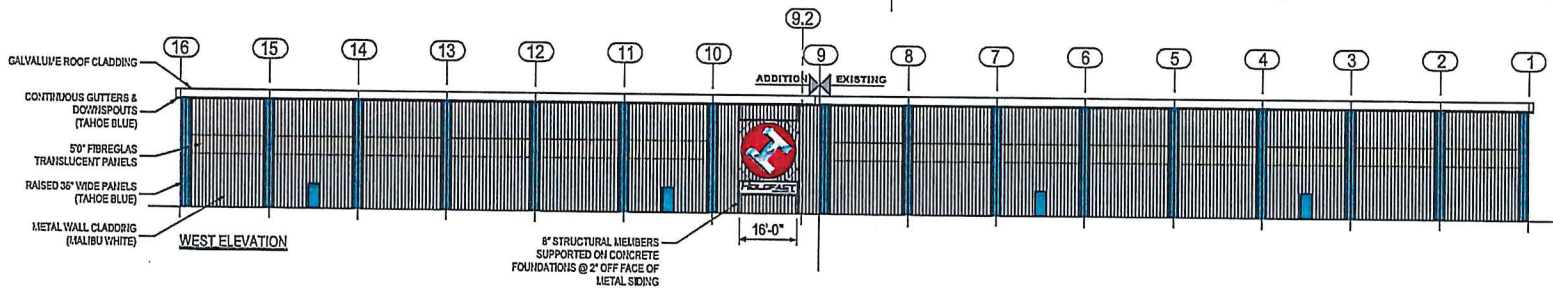 9.2
16 15 14 13 12 11 10 9 8 7 6 5 4 3 2 1
GALVALUME ROOF CLADDING
ADDITION EXISTING
CONTINUOUS GUTTERS &
DOWNSPOUTS
(TAHOE BLUE)
5'0" FIBREGLAS
TRANSLUCENT PANELS
RAISED 36" WIDE PANELS
(TAHOE BLUE)
METAL WALL CLADDING
(MALIBU WHITE)
WEST ELEVATION
HOLDFAST
16'-0"
8" STRUCTURAL MEMBERS
SUPPORTED ON CONCRETE
FOUNDATIONS @ 2" OFF FACE OF
METAL SIDING